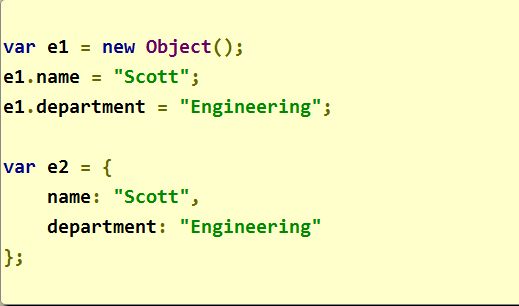 var e1 = new Object();
e1.name = "Scott";
e1.department = "Engineering";
var e2 = {
name: "Scott",
department: "Engineering"
};